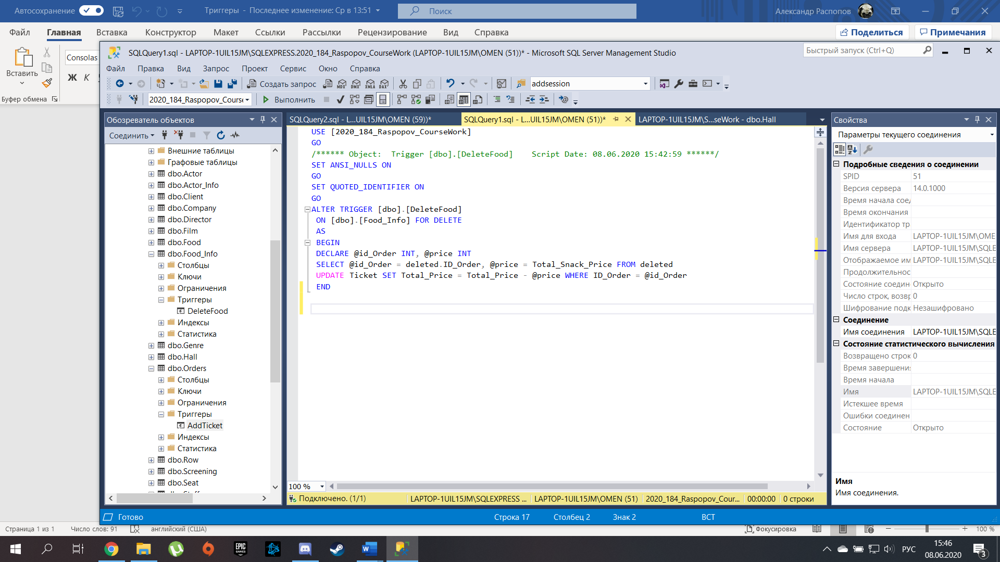 Автосохранение
Триггеры - Последнее изменение: Ср в 13:51
Поиск
Александр Распопов
Файл Главная Вставка Конструктор Макет Ссылки Рассылки Рецензирование Вид Справка
Поделиться Примечания
Вставить
Consolas
Ж К
Буфер обмена
SQLQuery1.sql - LAPTOP-1UIL15JM\SQLEXPRESS.2020_184_Raspopov_CourseWork (LAPTOP-1UIL15JM\OMEN (51))* - Microsoft SQL Server Management Studio
Быстрый запуск (Ctrl+Q)
Файл Правка Вид Запрос Проект Сервис Окно Справка
Создать запрос
MDX DMX XMLA DAX
addsession
2020_184_Raspopov_Cours
Выполнить
Обозреватель объектов
Соединить
Внешние таблицы
Графовые таблицы
dbo.Actor
dbo.Actor_Info
dbo.Client
dbo.Company
dbo.Director
dbo.Film
dbo.Food
dbo.Food_Info
Столбцы
Ключи
Ограничения
Триггеры
DeleteFood
Индексы
Статистика
dbo.Genre
dbo.Hall
dbo.Orders
Столбцы
Ключи
Ограничения
Триггеры
AddTicket
Индексы
Статистика
dbo.Row
dbo.Screening
dbo.Seat
SQLQuery2.sql - L...UIL15JM\OMEN (59))*
SQLQuery1.sql - L...UIL15JM\OMEN (51))*
LAPTOP-1UIL15JM\S...seWork - dbo.Hall
USE [2020_184_Raspopov_CourseWork]
GO
/****** Object:  Trigger [dbo].[DeleteFood]    Script Date: 08.06.2020 15:42:59 ******/
SET ANSI_NULLS ON
GO
SET QUOTED_IDENTIFIER ON
GO
ALTER TRIGGER [dbo].[DeleteFood]
ON [dbo].[Food_Info] FOR DELETE
AS
BEGIN
DECLARE @id_Order INT, @price INT
SELECT @id_Order = deleted.ID_Order, @price = Total_Snack_Price FROM deleted
UPDATE Ticket SET Total_Price = Total_Price - @price WHERE ID_Order = @id_Order
END
100 %
Подключено. (1/1)
LAPTOP-1UIL15JM\SQLEXPRESS ...
LAPTOP-1UIL15JM\OMEN (51)
2020_184_Raspopov_Cour...
00:00:00
0 строки
Свойства
Параметры текущего соединения
Подробные сведения о соединении
SPID 51
Версия сервера 14.0.1000
Время начала соед
Время окончания
Идентификатор тр
Имя для входа LAPTOP-1UIL15JM\OME
Имя сервера LAPTOP-1UIL15JM\SQLE
Отображаемое им LAPTOP-1UIL15JM\SQLE
Продолжительнос
Состояние соедин Открыто
Число строк, возвр 0
Шифрование подк Незашифровано
Соединение
Имя соединения LAPTOP-1UIL15JM\SQLE
Состояние статистического вычисления
Возвращено строк 0
Время завершения
Время начала
Имя LAPTOP-1UIL15JM\SQLE
Истекшее время
Ошибки соединен
Состояние Открыто
Имя
Имя соединения.
Готово
Строка 17
Столбец 2
Знак 2
ВСТ
Страница 1 из 1
Число слов: 91
английский (США)
Фокусировка
100 %
EPIC GAMES
РУС
15:46
08.06.2020
3